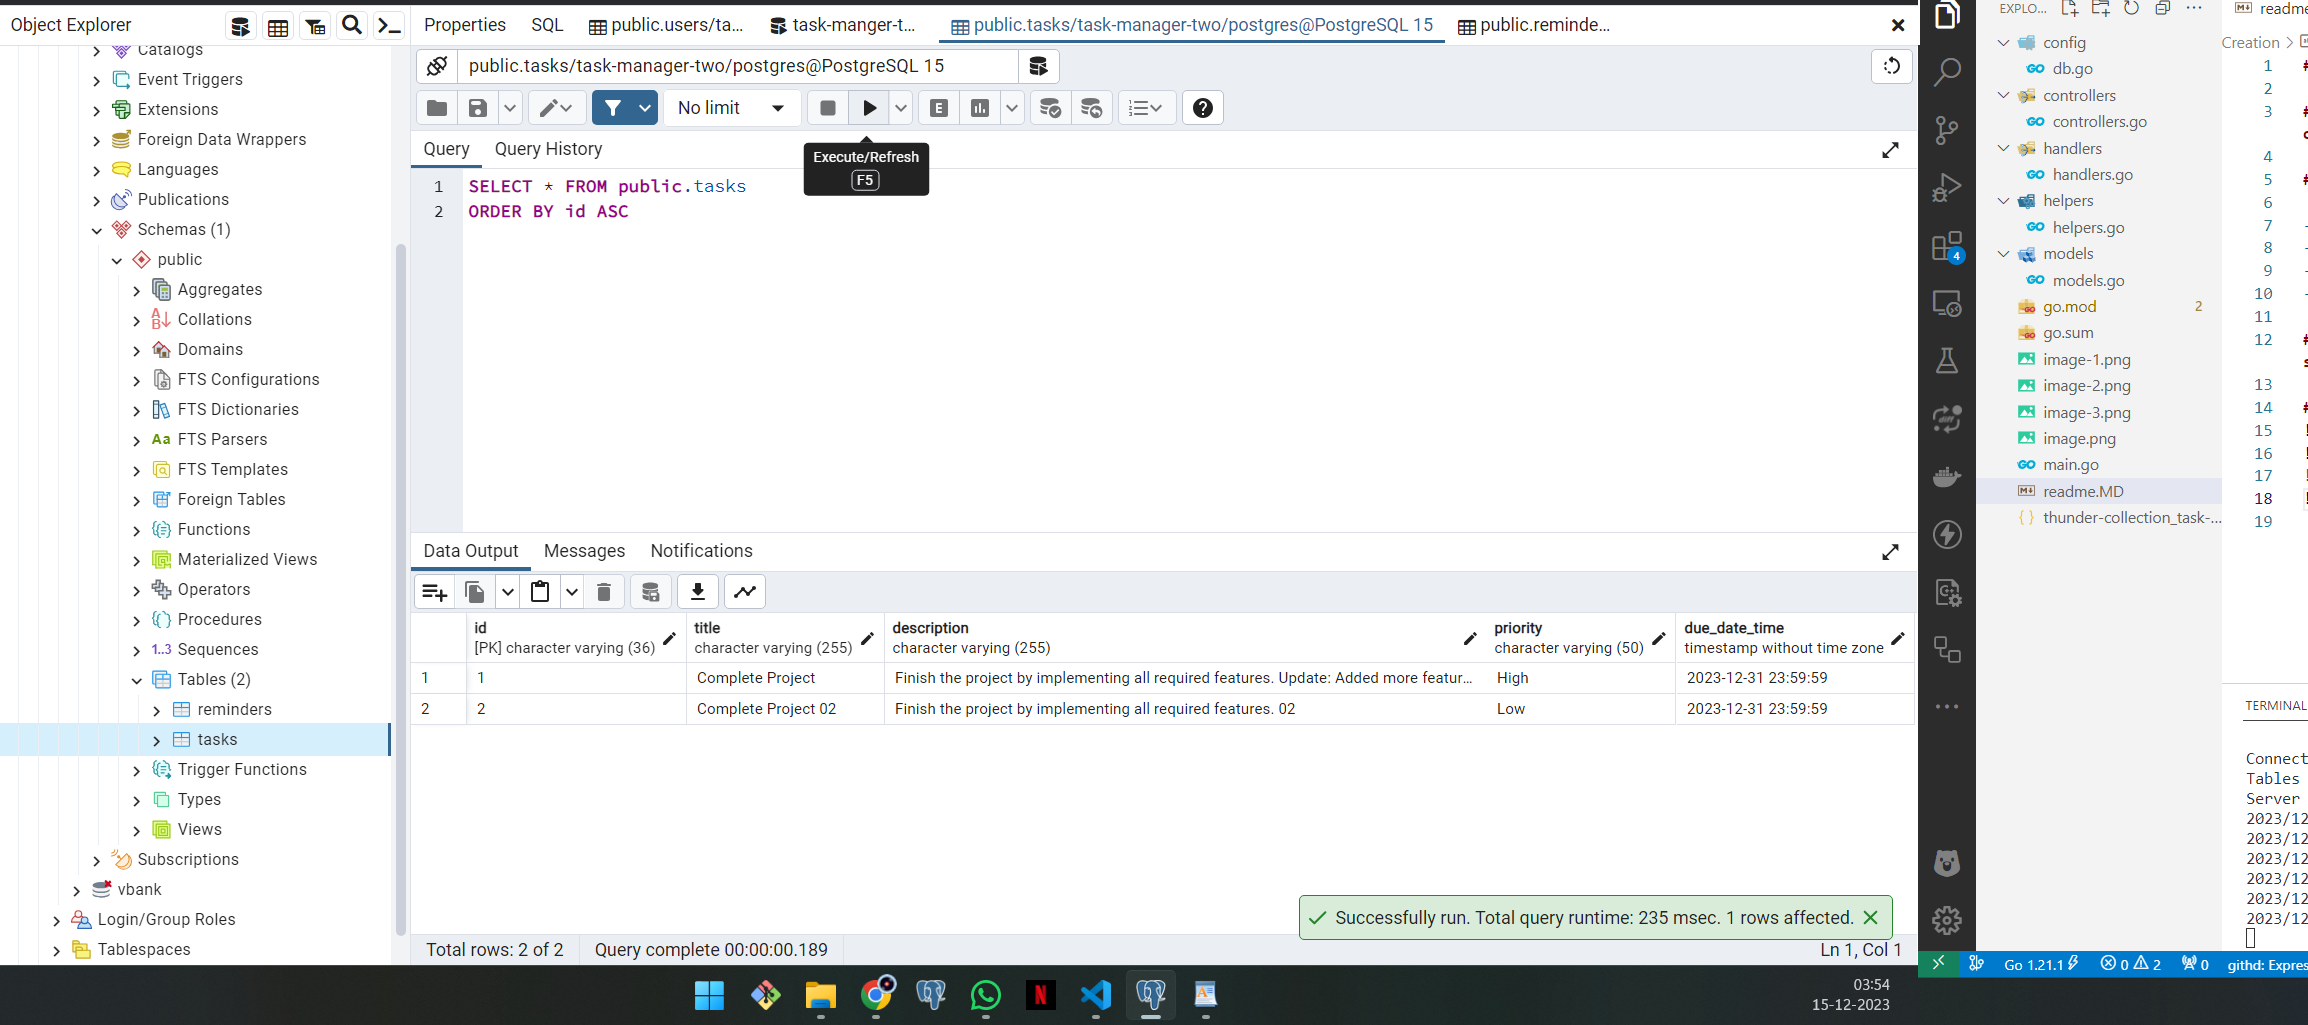 Object Explorer
Catalogs
Event Triggers
Extensions
Foreign Data Wrappers
Languages
Publications
Schemas (1)
public
Aggregates
Collations
Domains
FTS Configurations
FTS Dictionaries
Aa FTS Parsers
FTS Templates
Foreign Tables
Functions
Materialized Views
Operators
Procedures
1..3 Sequences
Tables (2)
reminders
tasks
Trigger Functions
Types
Views
Subscriptions
vbank
Login/Group Roles
Tablespaces
Properties SQL public.users/ta... task-manger-t... public.tasks/task-manager-two/postgres@PostgreSQL 15 public.reminde...
public.tasks/task-manager-two/postgres@PostgreSQL 15
No limit
Execute/Refresh
F5
Query Query History
1 SELECT * FROM public.tasks
2 ORDER BY id ASC
Data Output Messages Notifications
id title description priority due_date_time
[PK] character varying (36) character varying (255) character varying (255) character varying (50) timestamp without time zone
1 1 Complete Project Finish the project by implementing all required features. Update: Added more featur... High 2023-12-31 23:59:59
2 2 Complete Project 02 Finish the project by implementing all required features. 02 Low 2023-12-31 23:59:59
Successfully run. Total query runtime: 235 msec. 1 rows affected.
Total rows: 2 of 2 Query complete 00:00:00.189 Ln 1, Col 1
03:54
15-12-2023
EXPLO... ...
config
db.go
controllers
controllers.go
handlers
handlers.go
helpers
helpers.go
models
models.go
go.mod 2
go.sum
image-1.png
image-2.png
image-3.png
image.png
main.go
readme.MD
thunder-collection_task-...
4
readme
Creation >
1 #
2
3 #
4
5 #
6
7 -
8 -
9 -
10 -
11
12 #
13
14 #
15 !
16 !
17 !
18 !
19
TERMINAL
Connect
Tables
Server
2023/12
2023/12
2023/12
2023/12
2023/12
2023/12
Go 1.21.1 0 2 0 githd: Expres